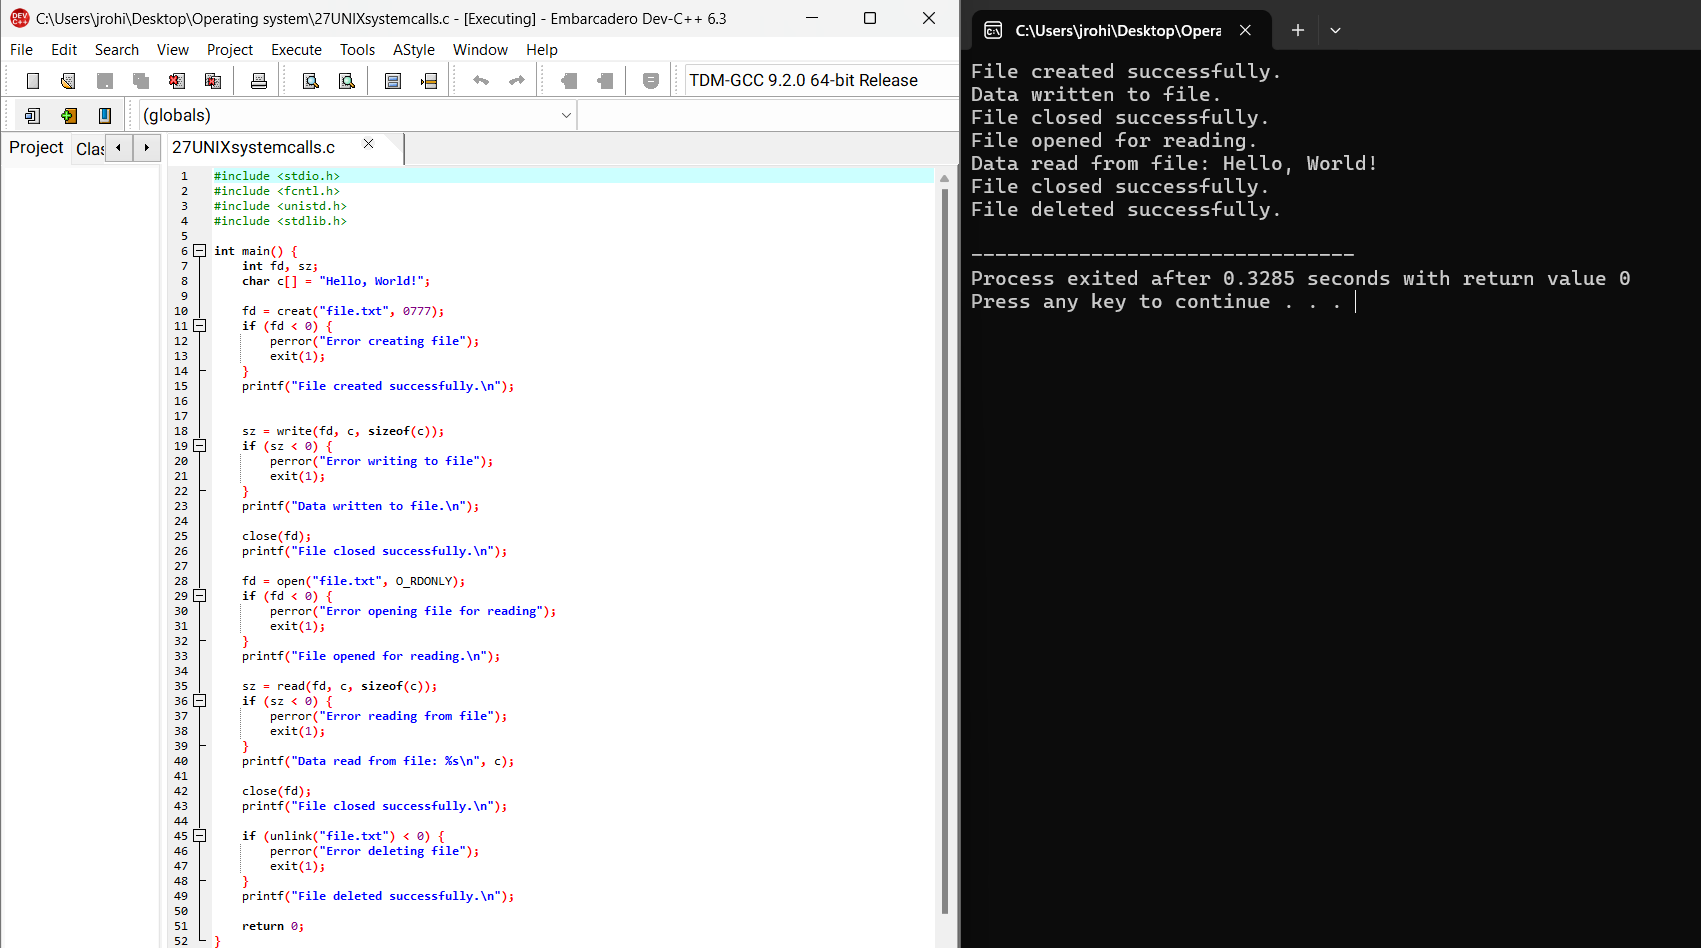 C:\Users\jrohi\Desktop\Operating system\27UNIXsystemcalls.c - [Executing] - Embarcadero Dev-C++ 6.3
File Edit Search View Project Execute Tools AStyle Window Help
TDM-GCC 9.2.0 64-bit Release
(globals)
Project Clas
27UNIXsystemcalls.c
1 #include <stdio.h>
2 #include <fcntl.h>
3 #include <unistd.h>
4 #include <stdlib.h>
5
6 int main() {
7 int fd, sz;
8 char c[] = "Hello, World!";
9
10 fd = creat("file.txt", 0777);
11 if (fd < 0) {
12 perror("Error creating file");
13 exit(1);
14 }
15 printf("File created successfully.\n");
16
17
18 sz = write(fd, c, sizeof(c));
19 if (sz < 0) {
20 perror("Error writing to file");
21 exit(1);
22 }
23 printf("Data written to file.\n");
24
25 close(fd);
26 printf("File closed successfully.\n");
27
28 fd = open("file.txt", O_RDONLY);
29 if (fd < 0) {
30 perror("Error opening file for reading");
31 exit(1);
32 }
33 printf("File opened for reading.\n");
34
35 sz = read(fd, c, sizeof(c));
36 if (sz < 0) {
37 perror("Error reading from file");
38 exit(1);
39 }
40 printf("Data read from file: %s\n", c);
41
42 close(fd);
43 printf("File closed successfully.\n");
44
45 if (unlink("file.txt") < 0) {
46 perror("Error deleting file");
47 exit(1);
48 }
49 printf("File deleted successfully.\n");
50
51 return 0;
52 }
C:\Users\jrohi\Desktop\Opera
File created successfully.
Data written to file.
File closed successfully.
File opened for reading.
Data read from file: Hello, World!
File closed successfully.
File deleted successfully.
--------------------------------
Process exited after 0.3285 seconds with return value 0
Press any key to continue . . .